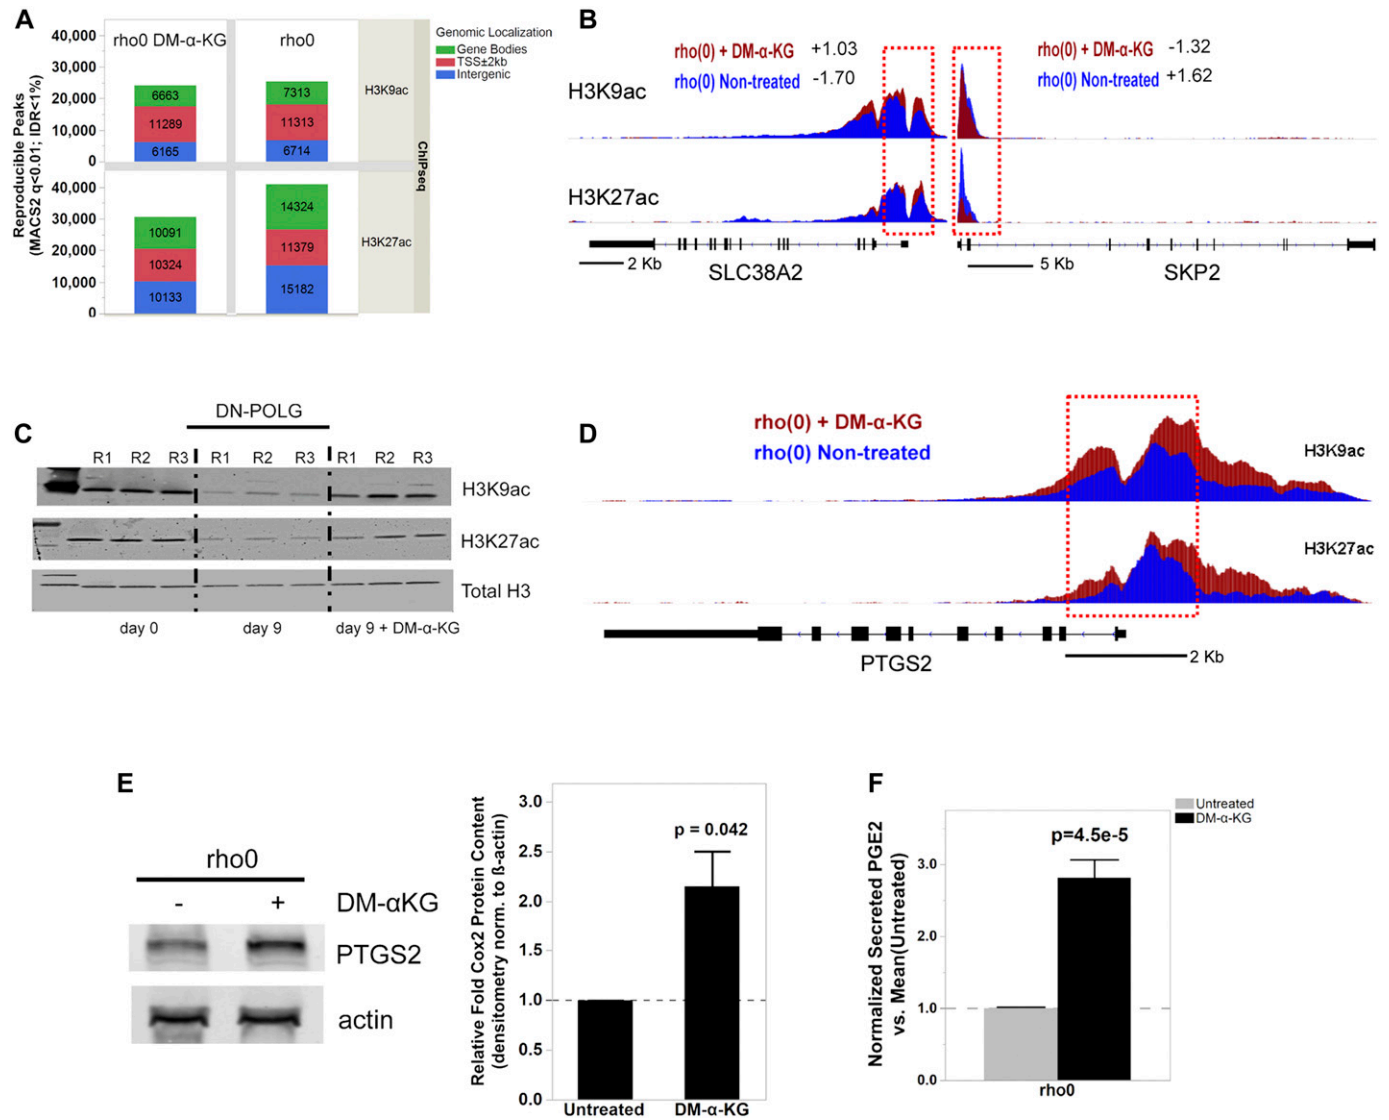 A
rho0 DM-α-KG
rho0
Genomic Localization
Gene Bodies
TSS±2kb
Intergenic
Reproducible Peaks
(MACS2 q<0.01; IDR<1%)
40,000
30,000
20,000
10,000
0
6663
11289
6165
7313
11313
6714
H3K9ac
40,000
30,000
20,000
10,000
0
10091
10324
10133
14324
11379
15182
H3K27ac
ChIPseq
B
rho(0) + DM-α-KG +1.03
rho(0) Non-treated -1.70
rho(0) + DM-α-KG -1.32
rho(0) Non-treated +1.62
H3K9ac
H3K27ac
2 Kb
SLC38A2
5 Kb
SKP2
C
DN-POLG
R1 R2 R3 R1 R2 R3 R1 R2 R3
H3K9ac
H3K27ac
Total H3
day 0
day 9
day 9 + DM-α-KG
D
rho(0) + DM-α-KG
rho(0) Non-treated
H3K9ac
H3K27ac
PTGS2
2 Kb
E
rho0
- + DM-αKG
PTGS2
actin
Relative Fold Cox2 Protein Content
(densitometry norm. to ß-actin)
3.0
2.5
2.0
1.5
1.0
0.5
0.0
p = 0.042
Untreated
DM-α-KG
F
Untreated
DM-α-KG
Normalized Secreted PGE2
vs. Mean(Untreated)
3.0
2.0
1.0
0.0
p=4.5e-5
rho0